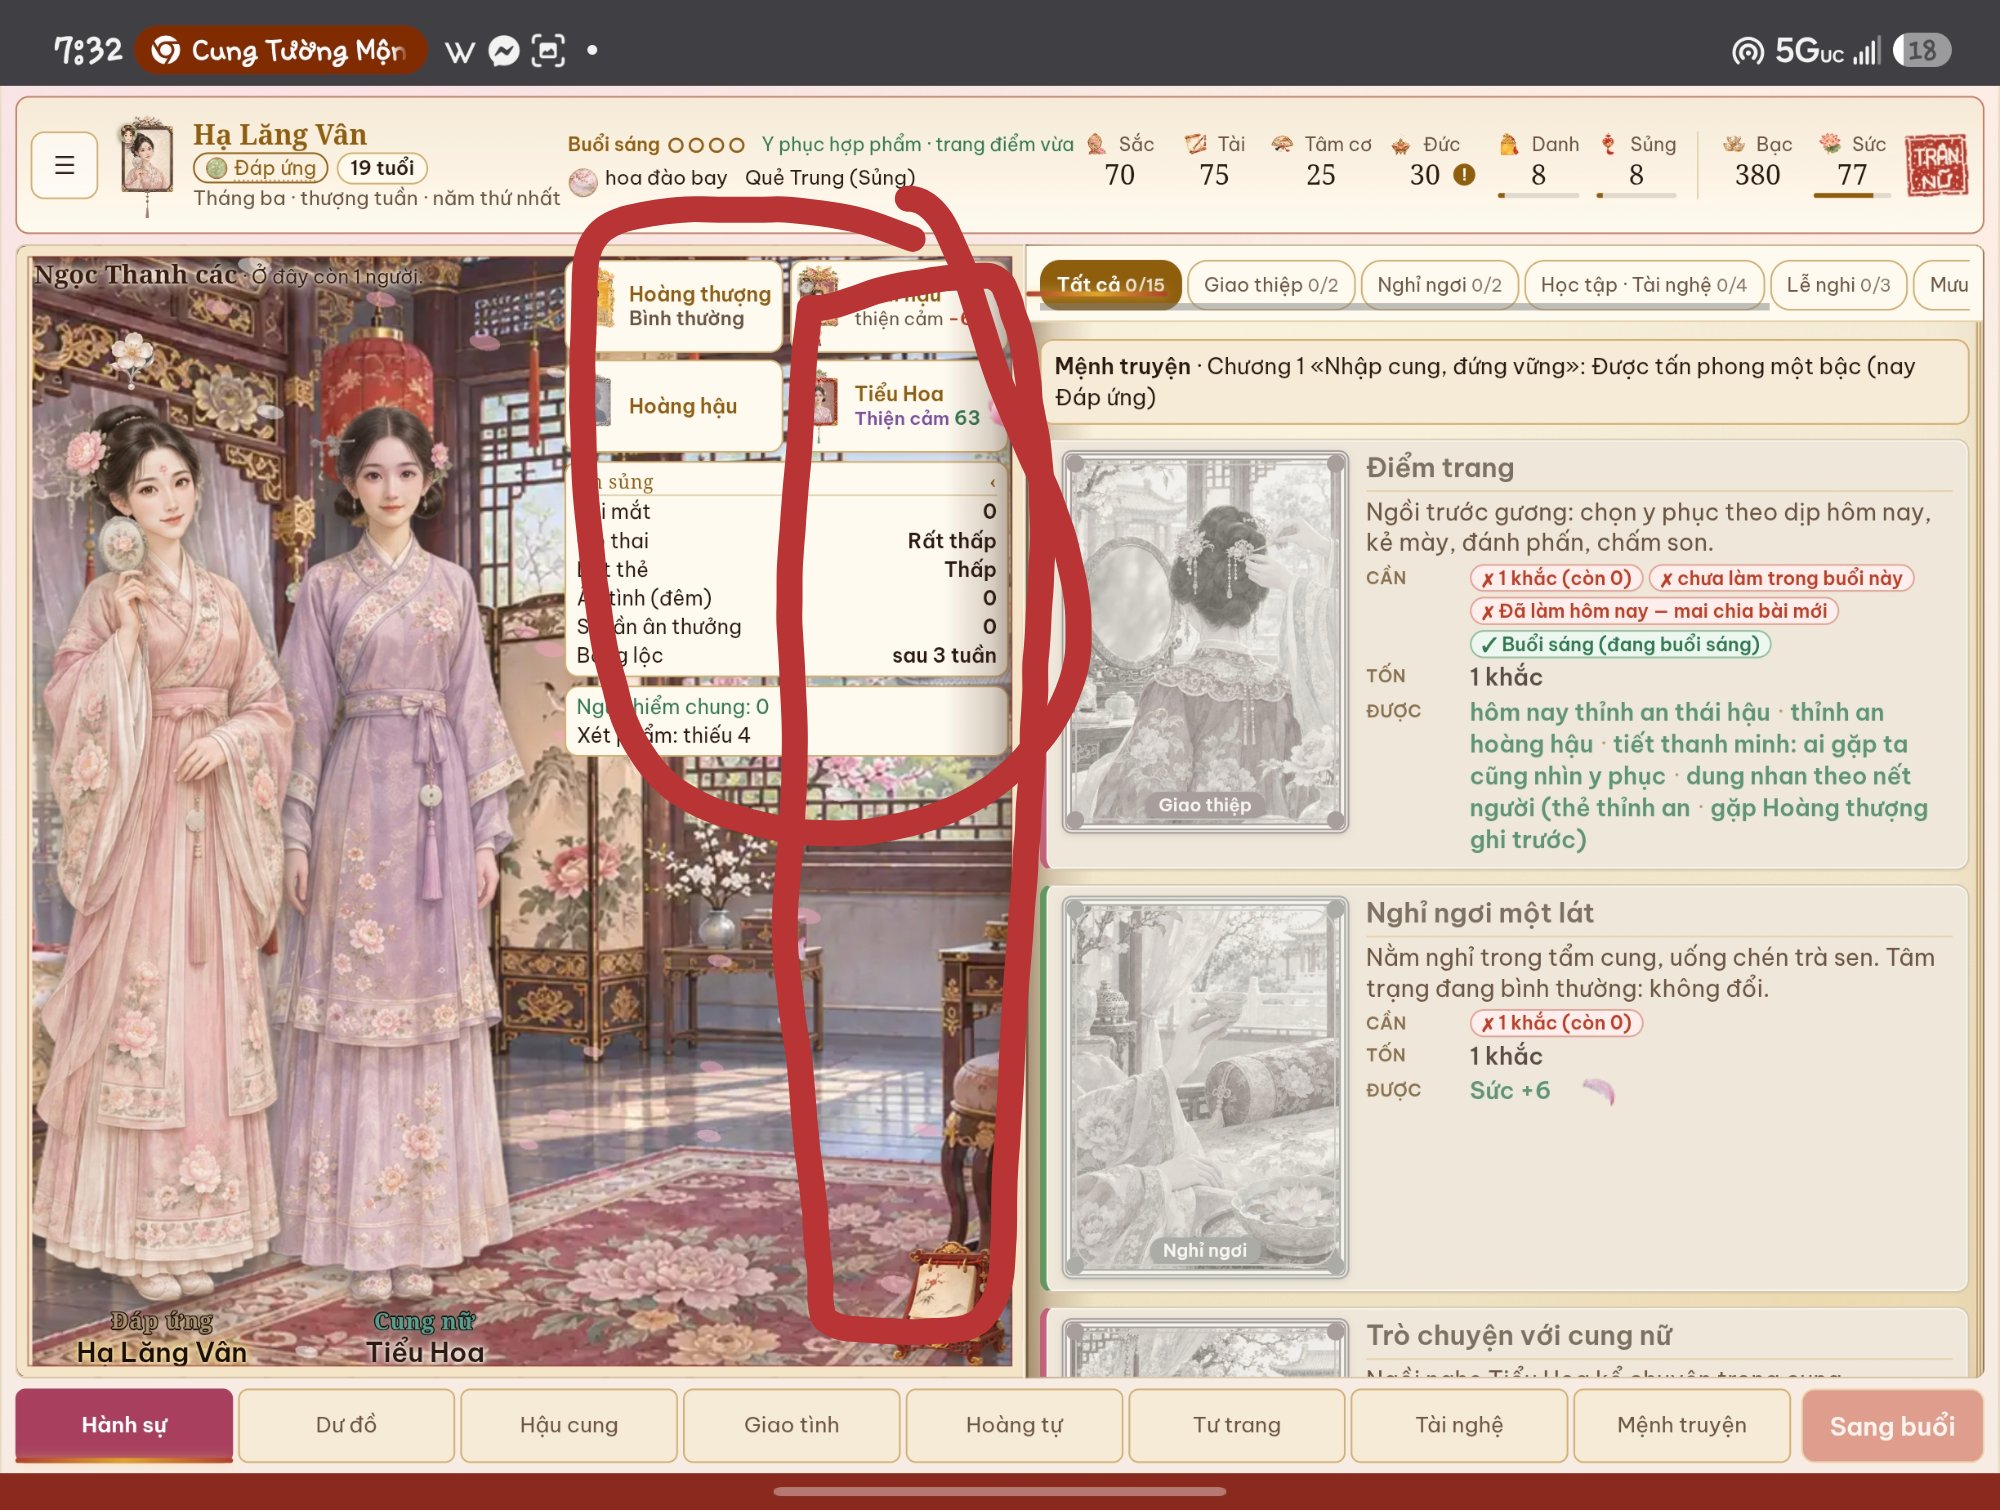 7:32 Cung Tường Mộn 5G UC 18
Hạ Lăng Vân
Đáp ứng 19 tuổi
Tháng ba · thượng tuần · năm thứ nhất
Buổi sáng Y phục hợp phẩm · trang điểm vừa
hoa đào bay Quẻ Trung (Sủng)
Sắc Tài Tâm cơ Đức Danh Sủng Bạc Sức
70 75 25 30 ! 8 8 380 77
TRÂN
NỮ
Ngọc Thanh các · Ở đây còn 1 người.
Hoàng thượng
Bình thường
thiện cảm
Hoàng hậu
Tiểu Hoa
Thiện cảm 63
sủng
mắt 0
thai Rất thấp
thẻ Thấp
tình (đêm) 0
ân thưởng 0
lộc sau 3 tuần
hiểm chung: 0
Xét phẩm: thiếu 4
Đáp ứng
Hạ Lăng Vân
Cung nữ
Tiểu Hoa
Tất cả 0/15 Giao thiệp 0/2 Nghỉ ngơi 0/2 Học tập · Tài nghệ 0/4 Lễ nghi 0/3 Mưu
Mệnh truyện · Chương 1 «Nhập cung, đứng vững»: Được tấn phong một bậc (nay
Đáp ứng)
Giao thiệp
Điểm trang
Ngồi trước gương: chọn y phục theo dịp hôm nay,
kẻ mày, đánh phấn, chấm son.
CẦN ✗ 1 khắc (còn 0) ✗ chưa làm trong buổi này
✗ Đã làm hôm nay — mai chia bài mới
✓ Buổi sáng (đang buổi sáng)
TỐN 1 khắc
ĐƯỢC hôm nay thỉnh an thái hậu · thỉnh an
hoàng hậu · tiết thanh minh: ai gặp ta
cũng nhìn y phục · dung nhan theo nết
người (thẻ thỉnh an · gặp Hoàng thượng
ghi trước)
Nghỉ ngơi
Nghỉ ngơi một lát
Nằm nghỉ trong tẩm cung, uống chén trà sen. Tâm
trạng đang bình thường: không đổi.
CẦN ✗ 1 khắc (còn 0)
TỐN 1 khắc
ĐƯỢC Sức +6
Trò chuyện với cung nữ
Hành sự Dư đồ Hậu cung Giao tình Hoàng tự Tư trang Tài nghệ Mệnh truyện Sang buổi